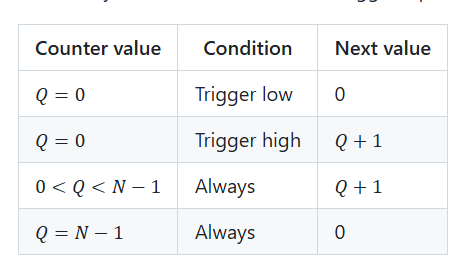 Counter value Condition Next value
Q = 0 Trigger low 0
Q = 0 Trigger high Q + 1
0 < Q < N − 1 Always Q + 1
Q = N − 1 Always 0